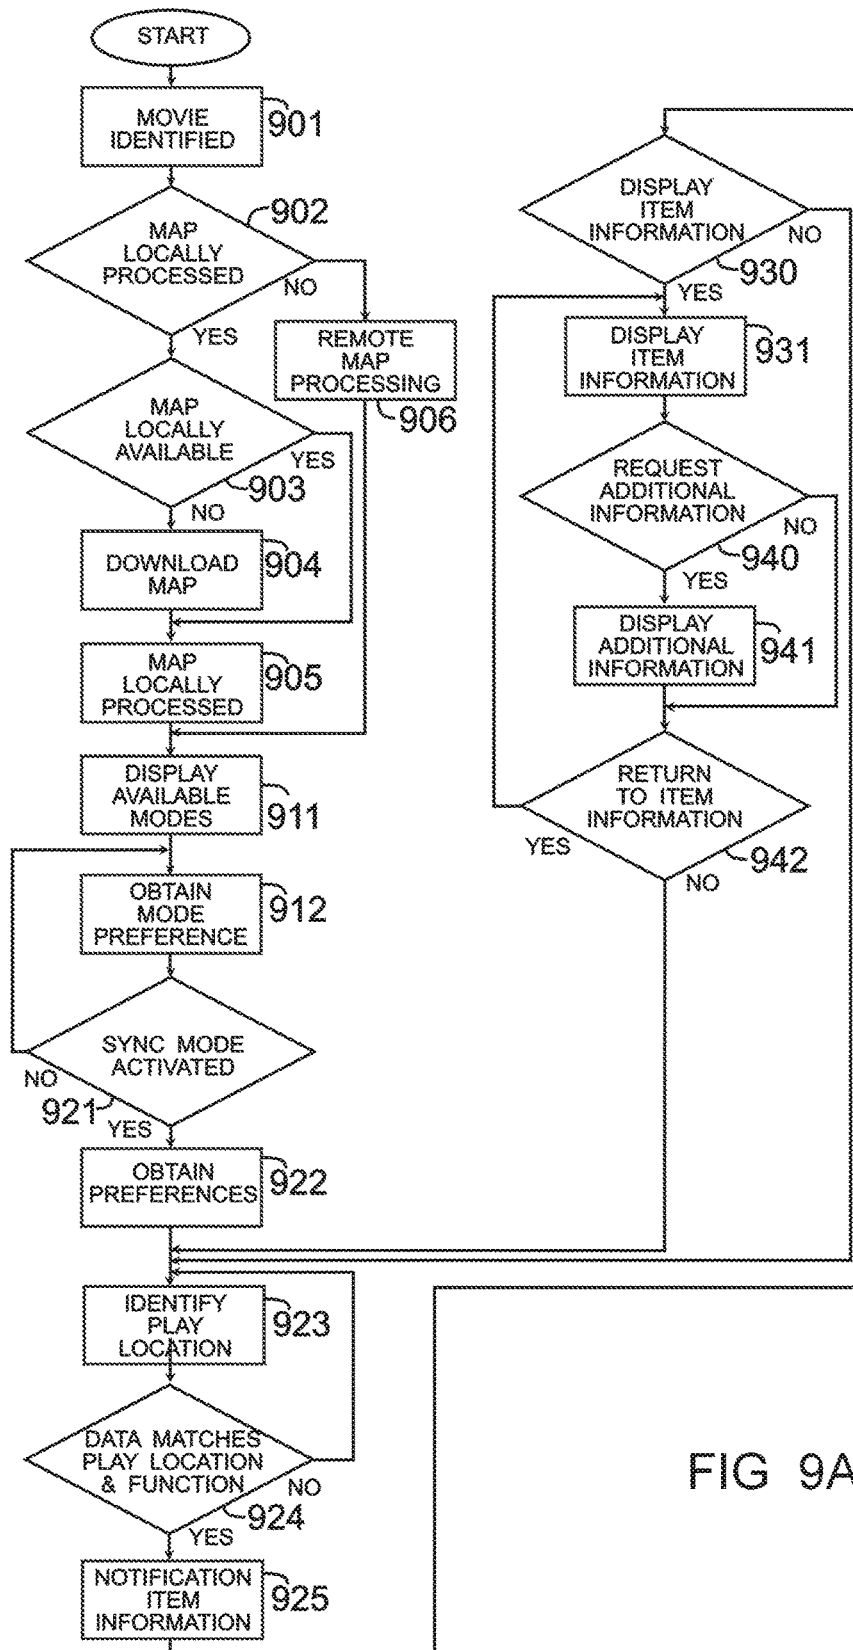 START
MOVIE
IDENTIFIED
901
902
MAP
LOCALLY
PROCESSED
NO
YES
REMOTE
MAP
PROCESSING
906
MAP
LOCALLY
AVAILABLE
YES
903
NO
DOWNLOAD
MAP
904
MAP
LOCALLY
PROCESSED
905
DISPLAY
AVAILABLE
MODES
911
OBTAIN
MODE
PREFERENCE
912
SYNC MODE
ACTIVATED
NO
921
YES
OBTAIN
PREFERENCES
922
IDENTIFY
PLAY
LOCATION
923
DATA MATCHES
PLAY LOCATION
& FUNCTION
NO
924
YES
NOTIFICATION
ITEM
INFORMATION
925
DISPLAY
ITEM
INFORMATION
NO
930
YES
DISPLAY
ITEM
INFORMATION
931
REQUEST
ADDITIONAL
INFORMATION
NO
940
YES
DISPLAY
ADDITIONAL
INFORMATION
941
RETURN
TO ITEM
INFORMATION
YES
942
NO
FIG 9A